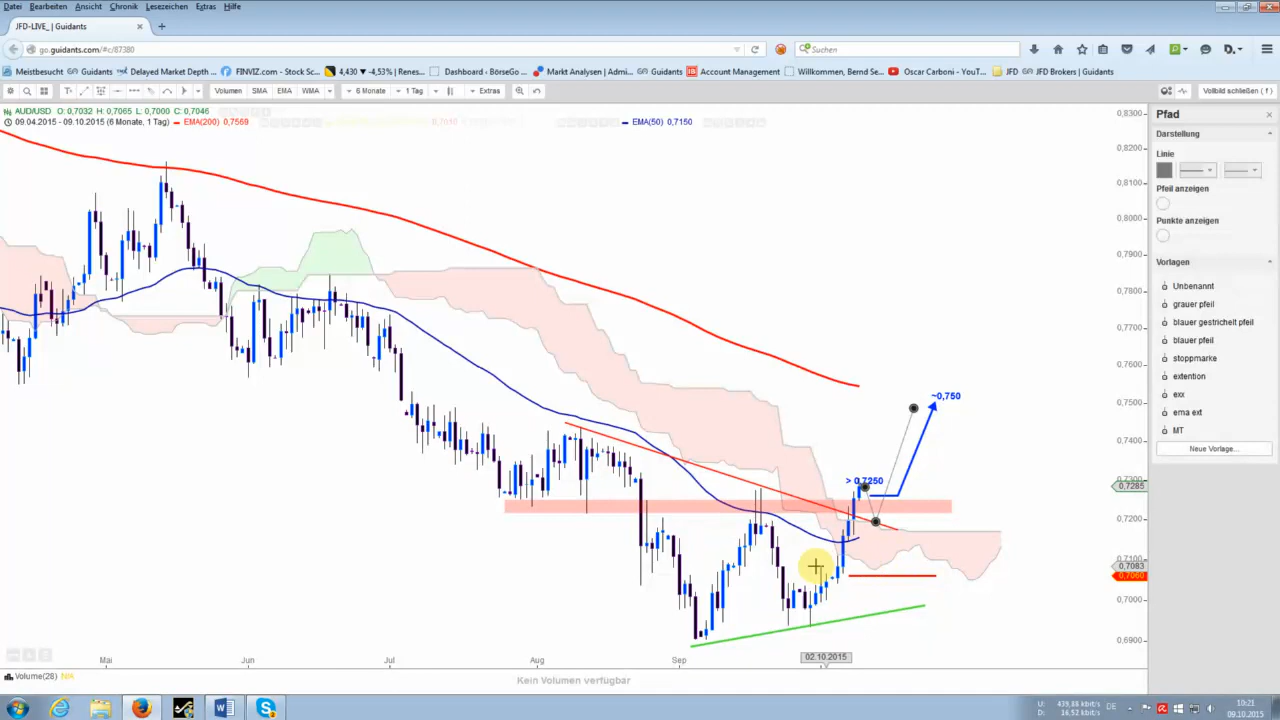 Datei Bearbeiten Ansicht Chronik Lesezeichen Extras Hilfe
JFD-LIVE_ | Guidants
go.guidants.com/#c/87380
Suchen
Meistbesucht Guidants Delayed Market Depth ... FINVIZ.com - Stock Sc... 4,430 ▼ -4,53% | Renes... Dashboard ‹ BörseGo ... Markt Analysen | Admi... Guidants Account Management Willkommen, Bernd Se... Oscar Carboni - YouT... JFD JFD Brokers | Guidants
Volumen SMA EMA WMA 6 Monate 1 Tag Extras Vollbild schließen ( f )
AUD/USD O: 0,7032 H: 0,7065 L: 0,7000 C: 0,7046
09.04.2015 - 09.10.2015 (6 Monate, 1 Tag) EMA(200) 0,7569 EMA(50) 0,7150
0,8300
0,8200
0,8100
0,8000
0,7900
0,7800
0,7700
0,7600
0,7500
0,7400
0,7300
0,7285
0,7200
0,7100
0,7083
0,7060
0,7000
0,6900
~0,750
> 0,7250
Mai Jun Jul Aug Sep 02.10.2015
Volume(28) N/A
Kein Volumen verfügbar
Pfad
Darstellung
Linie
Pfeil anzeigen
Punkte anzeigen
Vorlagen
Unbenannt
grauer pfeil
blauer gestrichelt pfeil
blauer pfeil
stoppmarke
extention
exx
ema ext
MT
Neue Vorlage...
U: 439,86 kbit/s
D: 16,52 kbit/s
DE
10:21
09.10.2015